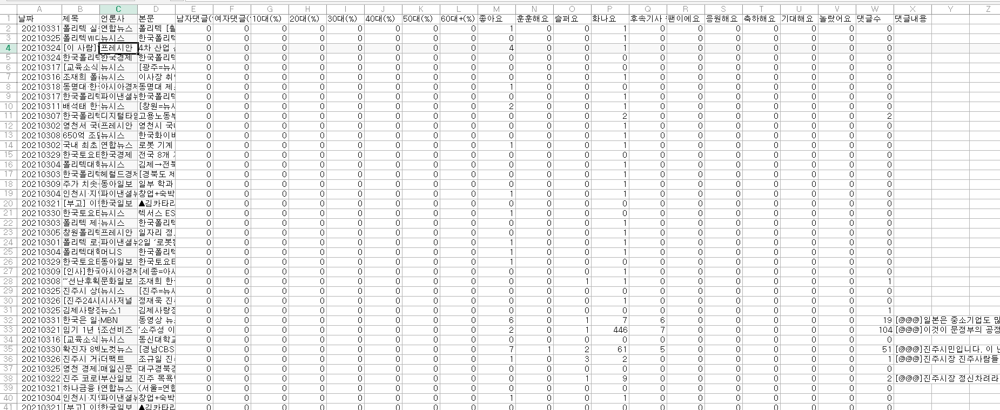 A B C D E F G H I J K L M N O P Q R S T U V W X Y Z
1 날짜 제목 언론사 본문 남자댓글(% 여자댓글(% 10대(%) 20대(%) 30대(%) 40대(%) 50대(%) 60대+(%) 좋아요 훈훈해요 슬퍼요 화나요 후속기사 팬이에요 응원해요 축하해요 기대해요 놀랐어요 댓글수 댓글내용
2 20210331 폴리텍 실 연합뉴스 폴리텍 [촬 0 0 0 0 0 0 0 0 1 0 0 1 0 0 0 0 0 0 0
3 20210325 폴리텍Ⅶ대 뉴시스 한국폴리텍 0 0 0 0 0 0 0 0 0 0 0 1 0 0 0 0 0 0 0
4 20210324 [이 사람] 프레시안 4차 산업 0 0 0 0 0 0 0 0 4 0 0 1 0 0 0 0 0 0 0
5 20210324 한국폴리텍 한국경제 한국폴리텍 0 0 0 0 0 0 0 0 0 0 0 0 0 0 0 0 0 0 0
6 20210317 [교육소식 뉴시스 [광주=뉴시 0 0 0 0 0 0 0 0 0 0 0 0 0 0 0 0 0 0 0
7 20210316 조재희 폴 뉴시스 이사장 취 0 0 0 0 0 0 0 0 0 0 0 1 0 0 0 0 0 0 0
8 20210318 동명대·한 아시아경제 동명대 제 0 0 0 0 0 0 0 0 1 0 0 0 0 0 0 0 0 0 0
9 20210317 한국폴리텍 파이낸셜뉴 한국폴리텍 0 0 0 0 0 0 0 0 0 0 0 1 0 0 0 0 0 0 0
10 20210311 배석태 한 뉴시스 [창원=뉴시 0 0 0 0 0 0 0 0 2 0 0 1 0 0 0 0 0 0 0
11 20210307 한국폴리텍 디지털타임 고용노동부 0 0 0 0 0 0 0 0 0 0 0 2 0 0 0 0 0 0 2
12 20210302 영천서 국 프레시안 영천시 국 0 0 0 0 0 0 0 0 0 0 0 1 0 0 0 0 0 0 0
13 20210308 650억 조 뉴시스 한국화이바 0 0 0 0 0 0 0 0 0 0 0 1 0 0 0 0 0 0 0
14 20210302 국내 최초 연합뉴스 로봇 기계 0 0 0 0 0 0 0 0 1 0 0 1 0 0 0 0 0 0 0
15 20210329 한국토요타 한국경제 전국 8개 0 0 0 0 0 0 0 0 0 0 0 0 0 0 0 0 0 0 0
16 20210304 폴리텍대학 뉴시스 김제→전북 0 0 0 0 0 0 0 0 0 0 0 1 0 0 0 0 0 0 0
17 20210303 한국폴리텍 헤럴드경제 [경북도 제 0 0 0 0 0 0 0 0 0 0 0 1 0 0 0 0 0 0 0
18 20210309 주가 치솟 동아일보 일부 학과 0 0 0 0 0 0 0 0 0 0 0 1 0 0 0 0 0 0 0
19 20210304 인천시·지 파이낸셜뉴 창업+숙박 0 0 0 0 0 0 0 0 1 0 0 1 0 0 0 0 0 0 0
20 20210321 [부고] 이 한국일보 ▲김카타리 0 0 0 0 0 0 0 0 0 0 0 0 0 0 0 0 0 0 0
21 20210330 한국토요타 뉴시스 렉서스 ES 0 0 0 0 0 0 0 0 1 0 0 0 0 0 0 0 0 0 0
22 20210303 폴리텍 제 뉴시스 한국폴리텍 0 0 0 0 0 0 0 0 0 0 0 1 0 0 0 0 0 0 0
23 20210305 창원폴리텍 프레시안 일자리 정 0 0 0 0 0 0 0 0 0 0 0 1 0 0 0 0 0 0 0
24 20210301 폴리텍 로 파이낸셜뉴 2일 ‘로봇캠 0 0 0 0 0 0 0 0 1 0 0 1 0 0 0 0 0 0 0
25 20210304 폴리텍대학 머니S 한국폴리텍 0 0 0 0 0 0 0 0 1 0 0 1 0 0 0 0 0 0 0
26 20210329 한국토요타 동아일보 한국토요타 0 0 0 0 0 0 0 0 1 0 0 0 0 0 0 0 0 0 0
27 20210309 [인사]한국 아시아경제 [세종=아시 0 0 0 0 0 0 0 0 0 0 0 1 0 0 0 0 0 0 0
28 20210308 “‘선난후획 문화일보 조재희 한 0 0 0 0 0 0 0 0 0 0 1 1 0 0 0 0 0 0 1
29 20210325 진주시 상 뉴시스 [진주=뉴시 0 0 0 0 0 0 0 0 0 0 0 0 0 0 0 0 0 0 0
30 20210326 [진주24시 시사저널 정재욱 진 0 0 0 0 0 0 0 0 0 0 0 1 0 0 0 0 0 0 0
31 20210325 김제사랑장 뉴스1 김제사랑장 0 0 0 0 0 0 0 0 0 0 0 0 0 0 0 0 0 0 1
32 20210331 한국은 일 MBN 동영상 뉴 0 0 0 0 0 0 0 0 6 0 1 7 6 0 0 0 0 0 19 [@@@]일본은 중소기업도 많
33 20210321 임기 1년 조선비즈 ‘소주성 이 0 0 0 0 0 0 0 0 2 0 1 446 7 0 0 0 0 0 104 [@@@]이것이 문정부의 공정
34 20210316 [교육소식 뉴시스 동신대학교 0 0 0 0 0 0 0 0 0 0 0 0 0 0 0 0 0 0 0
35 20210330 확진자 8백 노컷뉴스 [경남CBS 0 0 0 0 0 0 0 0 7 1 2 61 5 0 0 0 0 0 51 [@@@]진주시민입니다. 이 난
36 20210326 진주시 거 더팩트 조규일 진 0 0 0 0 0 0 0 0 1 0 3 2 0 0 0 0 0 0 1 [@@@]진주시장 진주사람들
37 20210325 영천 경제 매일신문 대구경북경 0 0 0 0 0 0 0 0 0 0 0 0 0 0 0 0 0 0 0
38 20210322 진주 코로 부산일보 진주 목욕 0 0 0 0 0 0 0 0 0 0 1 9 0 0 0 0 0 0 2 [@@@]진주시장 정신차려라
39 20210321 하나금융 연합뉴스 (서울=연합 0 0 0 0 0 0 0 0 0 0 0 0 0 0 0 0 0 0 0
40 20210304 인천시·지 파이낸셜뉴 창업+숙박 0 0 0 0 0 0 0 0 1 0 0 1 0 0 0 0 0 0 0
41 20210321 [부고] 이 한국일보 ▲김카타리 0 0 0 0 0 0 0 0 0 0 0 0 0 0 0 0 0 0 0